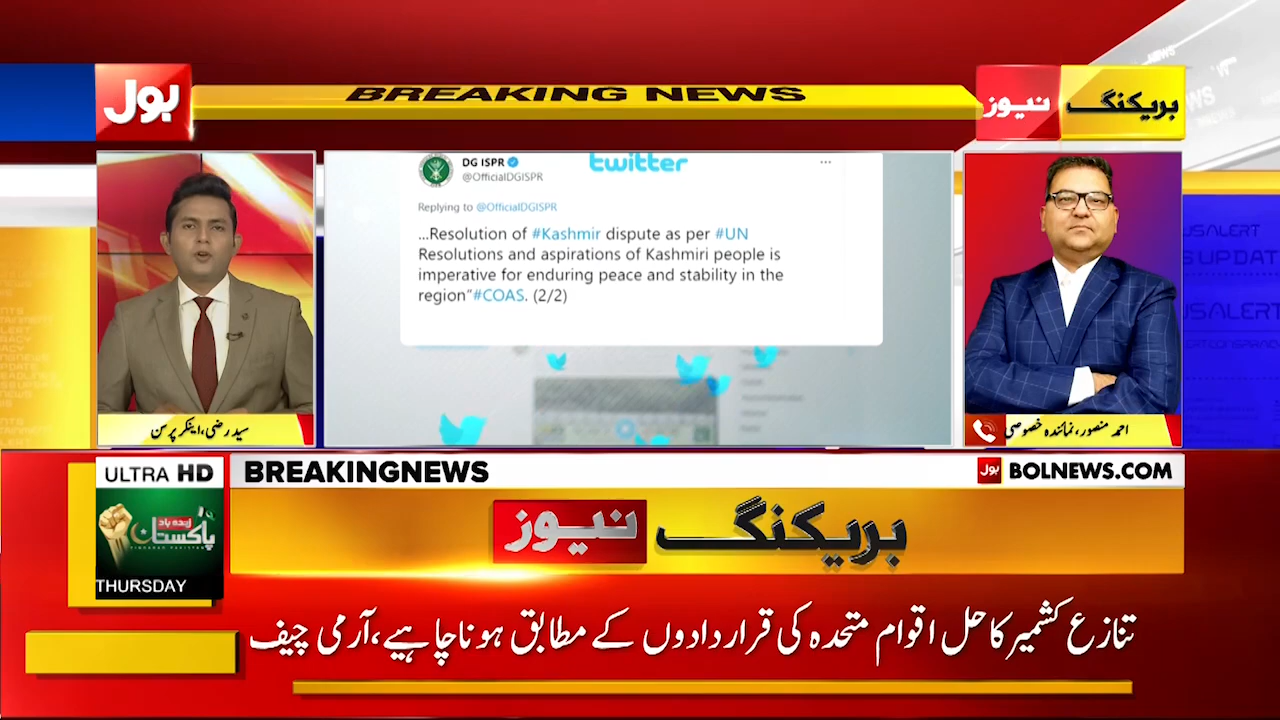 BREAKING NEWS
بول
نیوز
بریکنگ
DG ISPR
@OfficialDGISPR
twitter
Replying to @OfficialDGISPR
...Resolution of #Kashmir dispute as per #UN
Resolutions and aspirations of Kashmiri people is
imperative for enduring peace and stability in the
region"#COAS. (2/2)
سید رضی، اینکر پرسن
احمد منصور، نمائندہ خصوصی
ULTRA HD
BREAKINGNEWS
بول
BOLNEWS.COM
زندہ باد
پاکستان
THURSDAY
بریکنگ نیوز
تنازع کشمیر کا حل اقوام متحدہ کی قراردادوں کے مطابق ہونا چاہیے، آرمی چیف